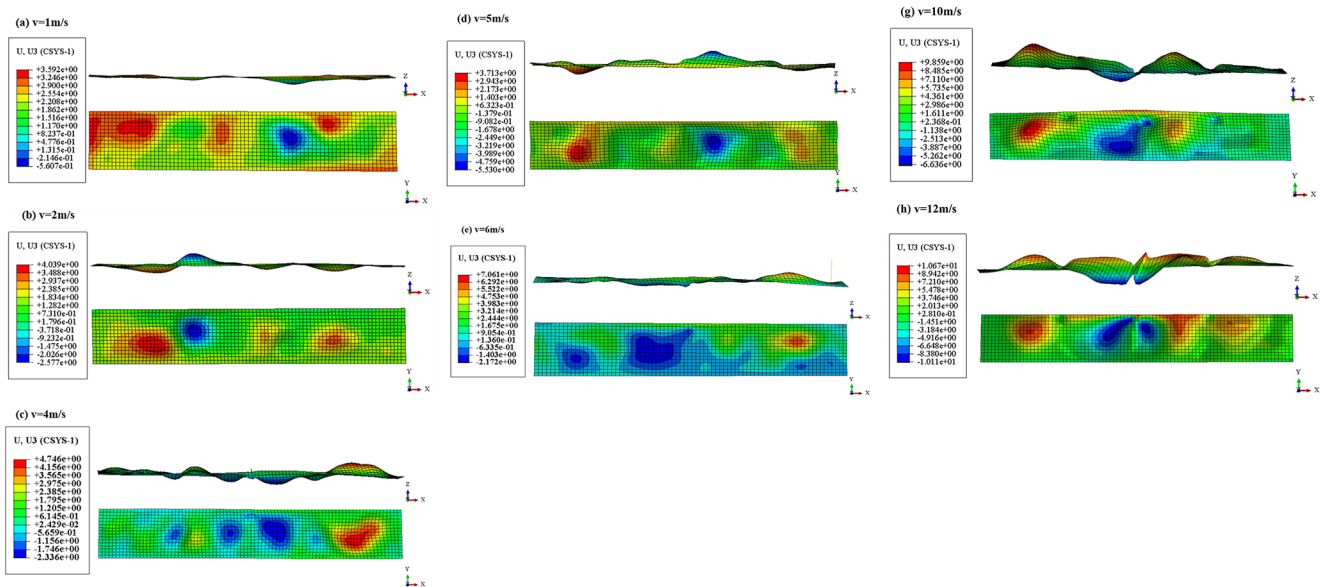 (a) v=1m/s
U, U3 (CSYS-1)
+3.592e+00
+3.246e+00
+2.900e+00
+2.554e+00
+2.208e+00
+1.862e+00
+1.516e+00
+1.170e+00
+8.237e-01
+4.776e-01
+1.315e-01
-2.146e-01
-5.607e-01
Z
X
Y
X
(b) v=2m/s
U, U3 (CSYS-1)
+4.039e+00
+3.488e+00
+2.937e+00
+2.385e+00
+1.834e+00
+1.282e+00
+7.310e-01
+1.796e-01
-3.718e-01
-9.232e-01
-1.475e+00
-2.026e+00
-2.577e+00
Z
X
Y
X
(c) v=4m/s
U, U3 (CSYS-1)
+4.746e+00
+4.156e+00
+3.565e+00
+2.975e+00
+2.385e+00
+1.795e+00
+1.205e+00
+6.145e-01
+2.429e-02
-5.659e-01
-1.156e+00
-1.746e+00
-2.336e+00
Z
X
Y
X
(d) v=5m/s
U, U3 (CSYS-1)
+3.713e+00
+2.943e+00
+2.173e+00
+1.403e+00
+6.323e-01
-1.379e-01
-9.082e-01
-1.678e+00
-2.449e+00
-3.219e+00
-3.989e+00
-4.759e+00
-5.530e+00
Z
X
Y
X
(e) v=6m/s
U, U3 (CSYS-1)
+7.061e+00
+6.292e+00
+5.522e+00
+4.753e+00
+3.983e+00
+3.214e+00
+2.444e+00
+1.675e+00
+9.054e-01
+1.360e-01
-6.335e-01
-1.403e+00
-2.172e+00
Z
X
Y
X
(g) v=10m/s
U, U3 (CSYS-1)
+9.859e+00
+8.485e+00
+7.110e+00
+5.735e+00
+4.361e+00
+2.986e+00
+1.611e+00
+2.368e-01
-1.138e+00
-2.513e+00
-3.887e+00
-5.262e+00
-6.636e+00
Z
X
Y
X
(h) v=12m/s
U, U3 (CSYS-1)
+1.067e+01
+8.942e+00
+7.210e+00
+5.478e+00
+3.746e+00
+2.013e+00
+2.810e-01
-1.451e+00
-3.184e+00
-4.916e+00
-6.648e+00
-8.380e+00
-1.011e+01
Z
X
Y
X